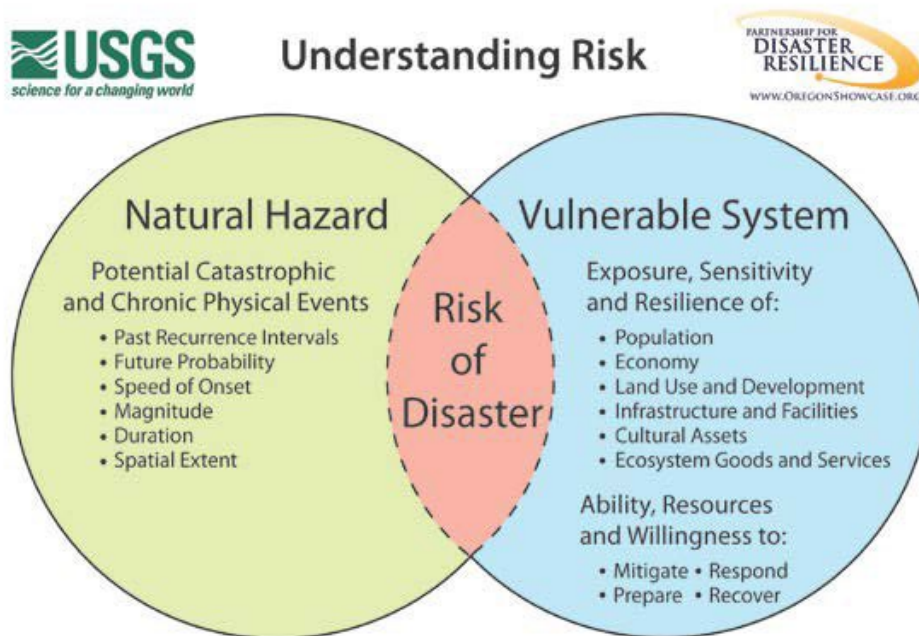 USGS
science for a changing world
Understanding Risk
PARTNERSHIP FOR
DISASTER
RESILIENCE
WWW.OREGONSHOWCASE.ORG
Natural Hazard
Potential Catastrophic
and Chronic Physical Events
• Past Recurrence Intervals
• Future Probability
• Speed of Onset
• Magnitude
• Duration
• Spatial Extent
Risk
of
Disaster
Vulnerable System
Exposure, Sensitivity
and Resilience of:
• Population
• Economy
• Land Use and Development
• Infrastructure and Facilities
• Cultural Assets
• Ecosystem Goods and Services
Ability, Resources
and Willingness to:
• Mitigate • Respond
• Prepare • Recover